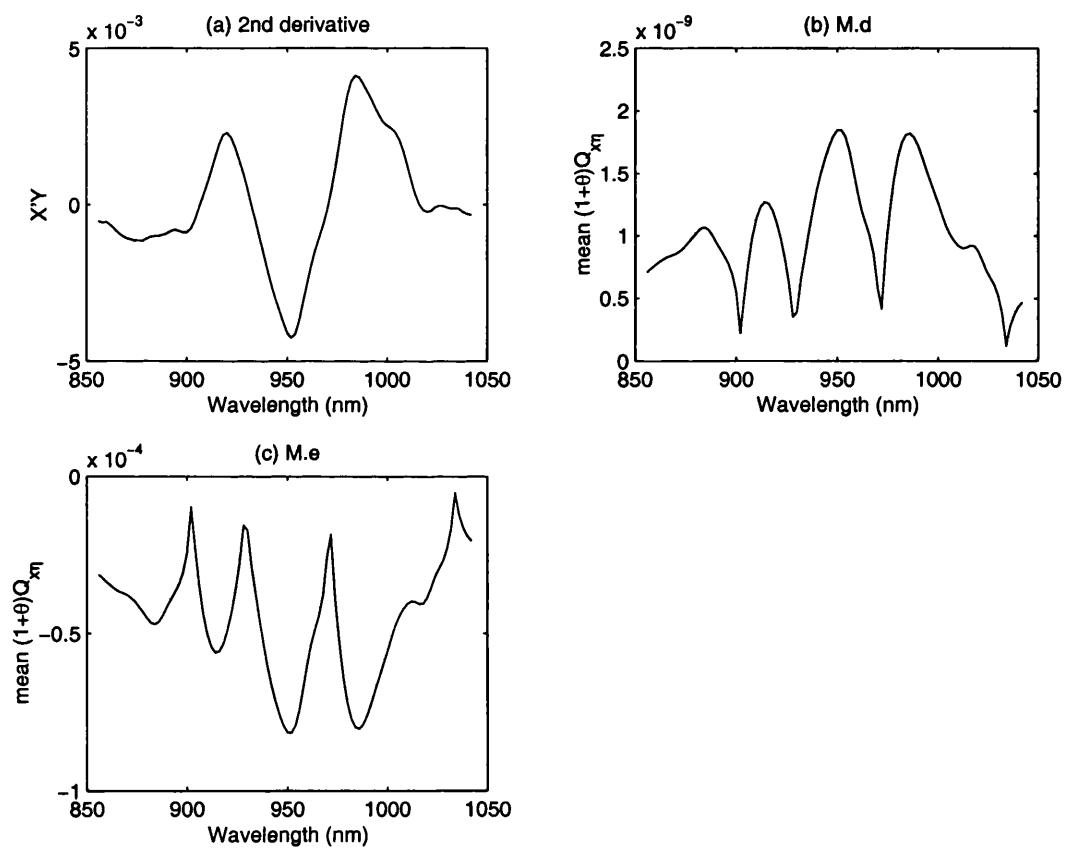 (a) 2nd derivative
x 10⁻³
5
0
−5
X'Y
850 900 950 1000 1050
Wavelength (nm)
(b) M.d
x 10⁻⁹
2.5
2
1.5
1
0.5
0
mean (1+θ)Qₓη
850 900 950 1000 1050
Wavelength (nm)
(c) M.e
x 10⁻⁴
0
−0.5
−1
mean (1+θ)Qₓη
850 900 950 1000 1050
Wavelength (nm)